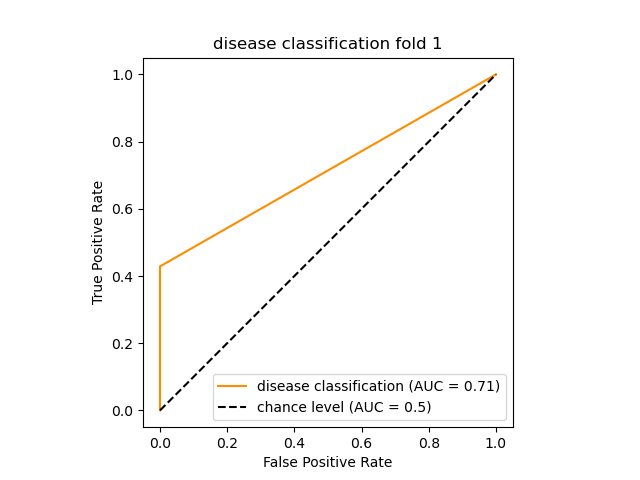 disease classification fold 1
1.0
0.8
0.6
0.4
0.2
0.0
True Positive Rate
disease classification (AUC = 0.71)
chance level (AUC = 0.5)
0.0 0.2 0.4 0.6 0.8 1.0
False Positive Rate